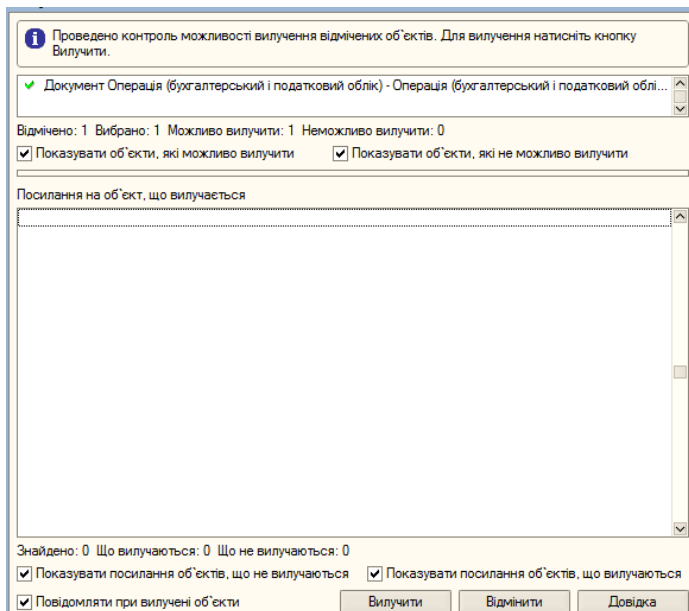 Проведено контроль можливості вилучення відмічених об`єктів. Для вилучення натисніть кнопку
Вилучити.
Документ Операція (бухгалтерський і податковий облік) - Операція (бухгалтерський і податковий облі...
Відмічено: 1 Вибрано: 1 Можливо вилучити: 1 Неможливо вилучити: 0
Показувати об`єкти, які можливо вилучити Показувати об`єкти, які не можливо вилучити
Посилання на об`єкт, що вилучається
Знайдено: 0 Що вилучаються: 0 Що не вилучаються: 0
Показувати посилання об`єктів, що не вилучаються Показувати посилання об`єктів, що вилучаються
Повідомляти при вилучені об`єкти Вилучити Відмінити Довідка